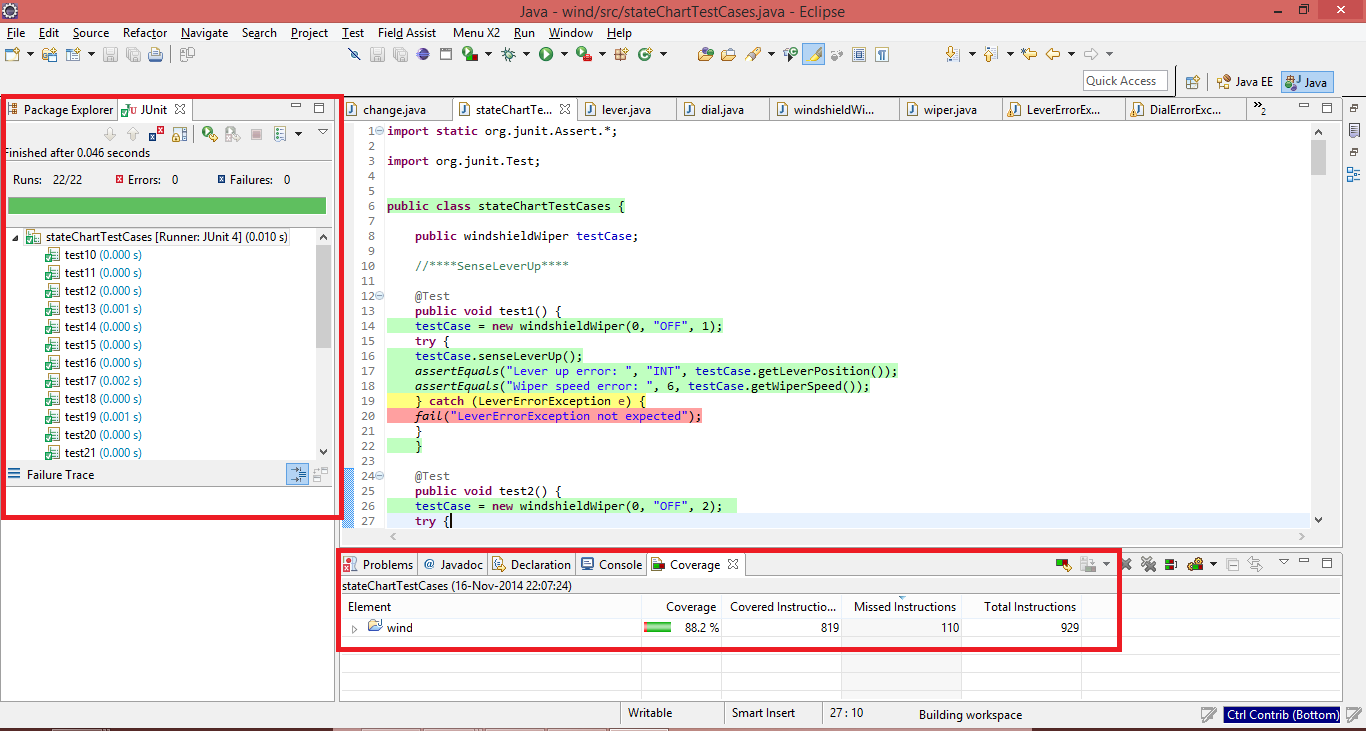 Java - wind/src/stateChartTestCases.java - Eclipse
File Edit Source Refactor Navigate Search Project Test Field Assist Menu X2 Run Window Help
Quick Access Java EE Java
Package Explorer JUnit
Finished after 0.046 seconds
Runs: 22/22 Errors: 0 Failures: 0
stateChartTestCases [Runner: JUnit 4] (0.010 s)
test10 (0.000 s)
test11 (0.000 s)
test12 (0.000 s)
test13 (0.001 s)
test14 (0.000 s)
test15 (0.000 s)
test16 (0.000 s)
test17 (0.002 s)
test18 (0.000 s)
test19 (0.001 s)
test20 (0.000 s)
test21 (0.000 s)
Failure Trace
change.java stateChartTe... lever.java dial.java windshieldWi... wiper.java LeverErrorEx... DialErrorExc... »2
1 import static org.junit.Assert.*;
2
3 import org.junit.Test;
4
5
6 public class stateChartTestCases {
7
8 public windshieldWiper testCase;
9
10 //****SenseLeverUp****
11
12 @Test
13 public void test1() {
14 testCase = new windshieldWiper(0, "OFF", 1);
15 try {
16 testCase.senseLeverUp();
17 assertEquals("Lever up error: ", "INT", testCase.getLeverPosition());
18 assertEquals("Wiper speed error: ", 6, testCase.getWiperSpeed());
19 } catch (LeverErrorException e) {
20 fail("LeverErrorException not expected");
21 }
22 }
23
24 @Test
25 public void test2() {
26 testCase = new windshieldWiper(0, "OFF", 2);
27 try {
Problems @ Javadoc Declaration Console Coverage
stateChartTestCases (16-Nov-2014 22:07:24)
Element Coverage Covered Instructio... Missed Instructions Total Instructions
wind 88.2 % 819 110 929
Writable Smart Insert 27 : 10 Building workspace Ctrl Contrib (Bottom)